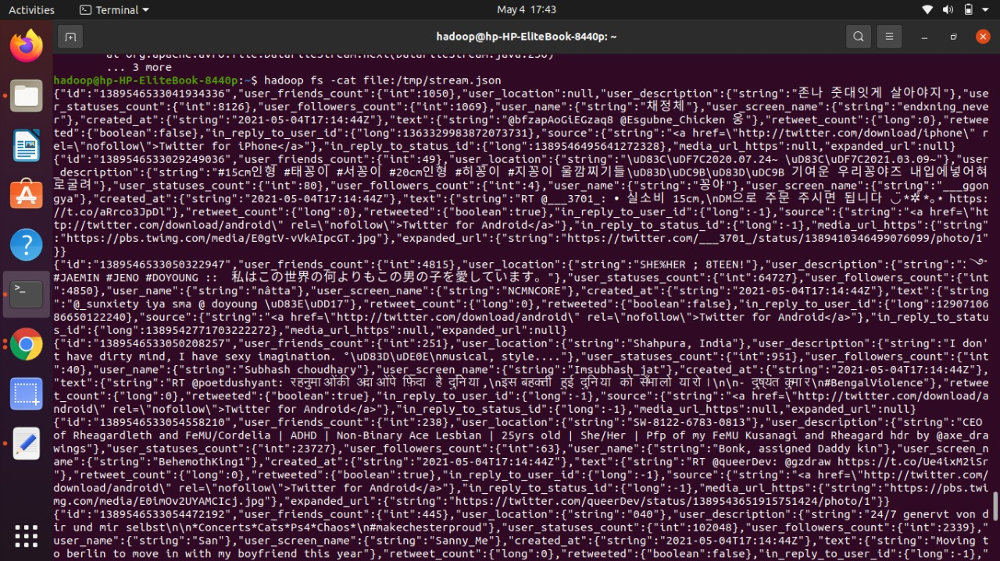 Activities
Terminal
May 4 17:43
hadoop@hp-HP-EliteBook-8440p: ~
at org.apache.avro.file.DataFileStream.next(DataFileStream.java:250)
... 3 more
hadoop@hp-HP-EliteBook-8440p:~$ hadoop fs -cat file:/tmp/stream.json
{"id":"1389546533041934336","user_friends_count":{"int":1050},"user_location":null,"user_description":{"string":"존나 줏대잇게 살아야지"},"use
r_statuses_count":{"int":8126},"user_followers_count":{"int":1069},"user_name":{"string":"채정체"},"user_screen_name":{"string":"endxning_neve
r"},"created_at":{"string":"2021-05-04T17:14:44Z"},"text":{"string":"@bfzapAoGiEGzaq8 @Esgubne_Chicken 웅"},"retweet_count":{"long":0},"retwee
ted":{"boolean":false},"in_reply_to_user_id":{"long":1363329983872073731},"source":{"string":"<a href=\"http://twitter.com/download/iphone\" r
el=\"nofollow\">Twitter for iPhone</a>"},"in_reply_to_status_id":{"long":1389546495641272328},"media_url_https":null,"expanded_url":null}
{"id":"1389546533029249036","user_friends_count":{"int":49},"user_location":{"string":"\uD83C\uDF7C2020.07.24~ \uD83C\uDF7C2021.03.09~"},"user
_description":{"string":"#15cm인형 #태꽁이 #서꽁이 #20cm인형 #히꽁이 #지꽁이 울깜찌기들\uD83D\uDC9B\uD83D\uDC9B 기여운 우리꽁야즈 내입에넣어혀
로굴려"},"user_statuses_count":{"int":80},"user_followers_count":{"int":4},"user_name":{"string":"꽁야"},"user_screen_name":{"string":"___ggon
gya"},"created_at":{"string":"2021-05-04T17:14:44Z"},"text":{"string":"RT @___3701_: • 실소비 15cm,\nDM으로 주문 주시면 됩니다 ◡̈*✲*｡⋆ https:
//t.co/aRrco3JpDl"},"retweet_count":{"long":0},"retweeted":{"boolean":true},"in_reply_to_user_id":{"long":-1},"source":{"string":"<a href=\"ht
tp://twitter.com/download/android\" rel=\"nofollow\">Twitter for Android</a>"},"in_reply_to_status_id":{"long":-1},"media_url_https":{"string"
:"https://pbs.twimg.com/media/E0gtV-vVkAIpcGT.jpg"},"expanded_url":{"string":"https://twitter.com/___3701_/status/1389410346499076099/photo/1"
}}
{"id":"1389546533050322947","user_friends_count":{"int":4815},"user_location":{"string":"SHE%HER ; 8TEEN!"},"user_description":{"string":"
#JAEMIN #JENO #DOYOUNG :: 私はこの世界の何よりもこの男の子を愛しています。"},"user_statuses_count":{"int":64727},"user_followers_count":{"int"
:4850},"user_name":{"string":"nâtta"},"user_screen_name":{"string":"NCMNCORE"},"created_at":{"string":"2021-05-04T17:14:44Z"},"text":{"string"
:"@_sunxiety iya sma @ doyoung \uD83E\uDD17"},"retweet_count":{"long":0},"retweeted":{"boolean":false},"in_reply_to_user_id":{"long":12907106
86650122240},"source":{"string":"<a href=\"http://twitter.com/download/android\" rel=\"nofollow\">Twitter for Android</a>"},"in_reply_to_statu
s_id":{"long":1389542771703222272},"media_url_https":null,"expanded_url":null}
{"id":"1389546533050208257","user_friends_count":{"int":251},"user_location":{"string":"Shahpura, India"},"user_description":{"string":"I don'
t have dirty mind, I have sexy imagination. °\uD83D\uDE0E\nmusical, style...."},"user_statuses_count":{"int":951},"user_followers_count":{"int"
:40},"user_name":{"string":"Subhash choudhary"},"user_screen_name":{"string":"Imsubhash_jat"},"created_at":{"string":"2021-05-04T17:14:44Z"},
"text":{"string":"RT @poetdushyant: रहनुमाओंकी अदाओंपे फ़िदा है दुनिया,\nइस बहकती हुई दुनिया को सँभालो यारो।\n\n- दुष्यंत कुमार\n#BengalViolence"},"retwee
t_count":{"long":0},"retweeted":{"boolean":true},"in_reply_to_user_id":{"long":-1},"source":{"string":"<a href=\"http://twitter.com/download/a
ndroid\" rel=\"nofollow\">Twitter for Android</a>"},"in_reply_to_status_id":{"long":-1},"media_url_https":null,"expanded_url":null}
{"id":"1389546533054558210","user_friends_count":{"int":238},"user_location":{"string":"SW-8122-6783-0813"},"user_description":{"string":"CEO
of Rheagardleth and FeMU/Cordelia | ADHD | Non-Binary Ace Lesbian | 25yrs old | She/Her | Pfp of my FeMU Kusanagi and Rheagard hdr by @axe_dra
wings"},"user_statuses_count":{"int":23727},"user_followers_count":{"int":63},"user_name":{"string":"Bonk, assigned Daddy kin"},"user_screen_n
ame":{"string":"BehemothKing1"},"created_at":{"string":"2021-05-04T17:14:44Z"},"text":{"string":"RT @queerDev: @gzdraw https://t.co/Ue4ixM2iSr
"},"retweet_count":{"long":0},"retweeted":{"boolean":true},"in_reply_to_user_id":{"long":-1},"source":{"string":"<a href=\"http://twitter.com/
download/android\" rel=\"nofollow\">Twitter for Android</a>"},"in_reply_to_status_id":{"long":-1},"media_url_https":{"string":"https://pbs.twi
mg.com/media/E0imOv2UYAMCIcj.jpg"},"expanded_url":{"string":"https://twitter.com/queerDev/status/1389543651915751424/photo/1"}}
{"id":"1389546533054472192","user_friends_count":{"int":445},"user_location":{"string":"040"},"user_description":{"string":"24/7 genervt von d
ir und mir selbst\n\n*Concerts*Cats*Ps4*Chaos*\n#makechesterproud"},"user_statuses_count":{"int":102048},"user_followers_count":{"int":2339},"
user_name":{"string":"San"},"user_screen_name":{"string":"Sanny_Me"},"created_at":{"string":"2021-05-04T17:14:44Z"},"text":{"string":"Moving t
o berlin to move in with my boyfriend this year"},"retweet_count":{"long":0},"retweeted":{"boolean":false},"in_reply_to_user_id":{"long":-1},"